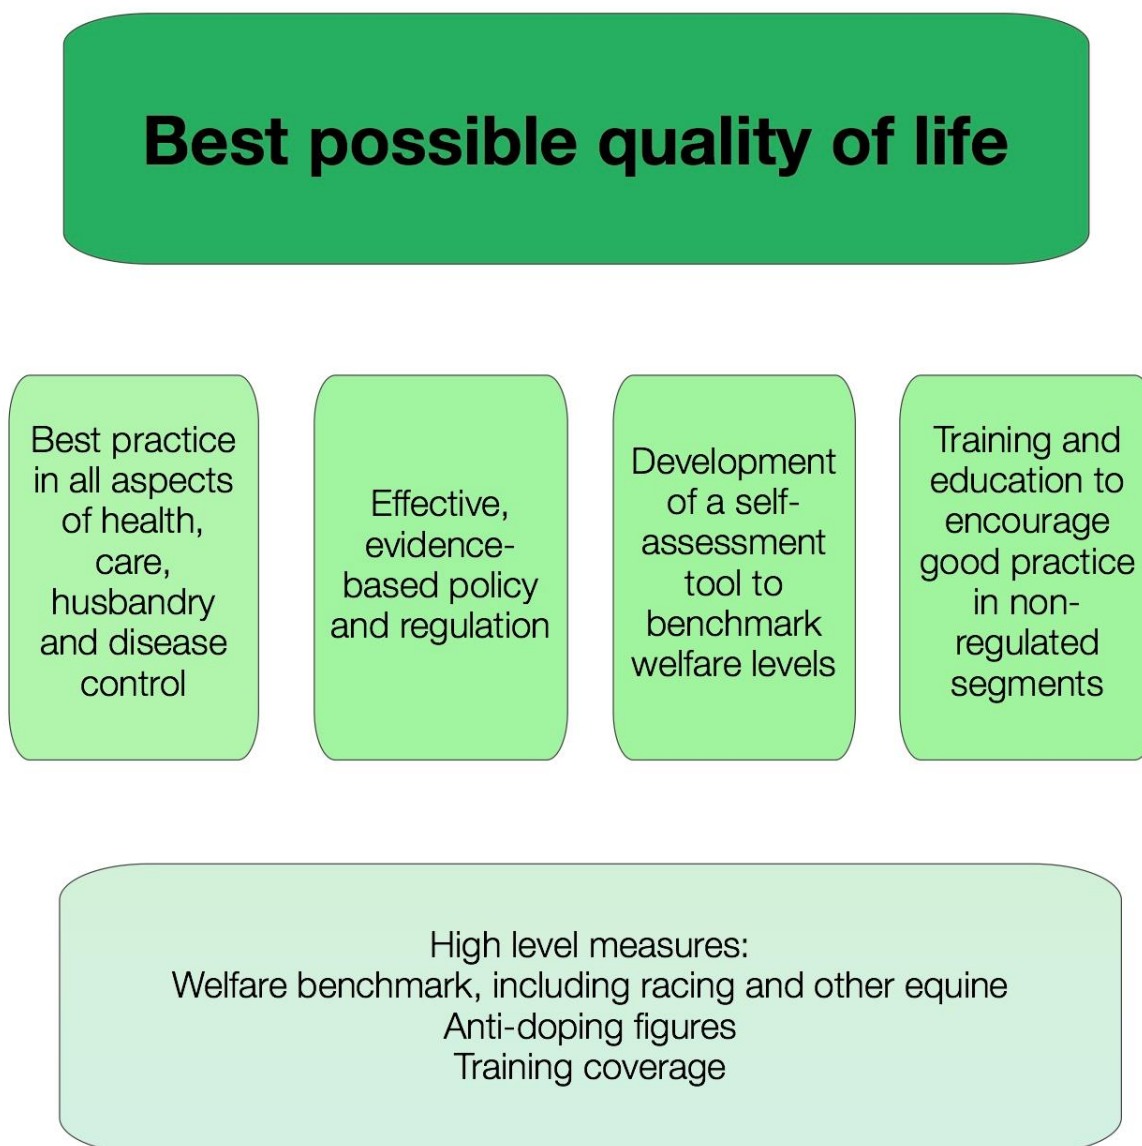 Best possible quality of life
Best practice
in all aspects
of health,
care,
husbandry
and disease
control
Effective,
evidence-
based policy
and regulation
Development
of a self-
assessment
tool to
benchmark
welfare levels
Training and
education to
encourage
good practice
in non-
regulated
segments
High level measures:
Welfare benchmark, including racing and other equine
Anti-doping figures
Training coverage